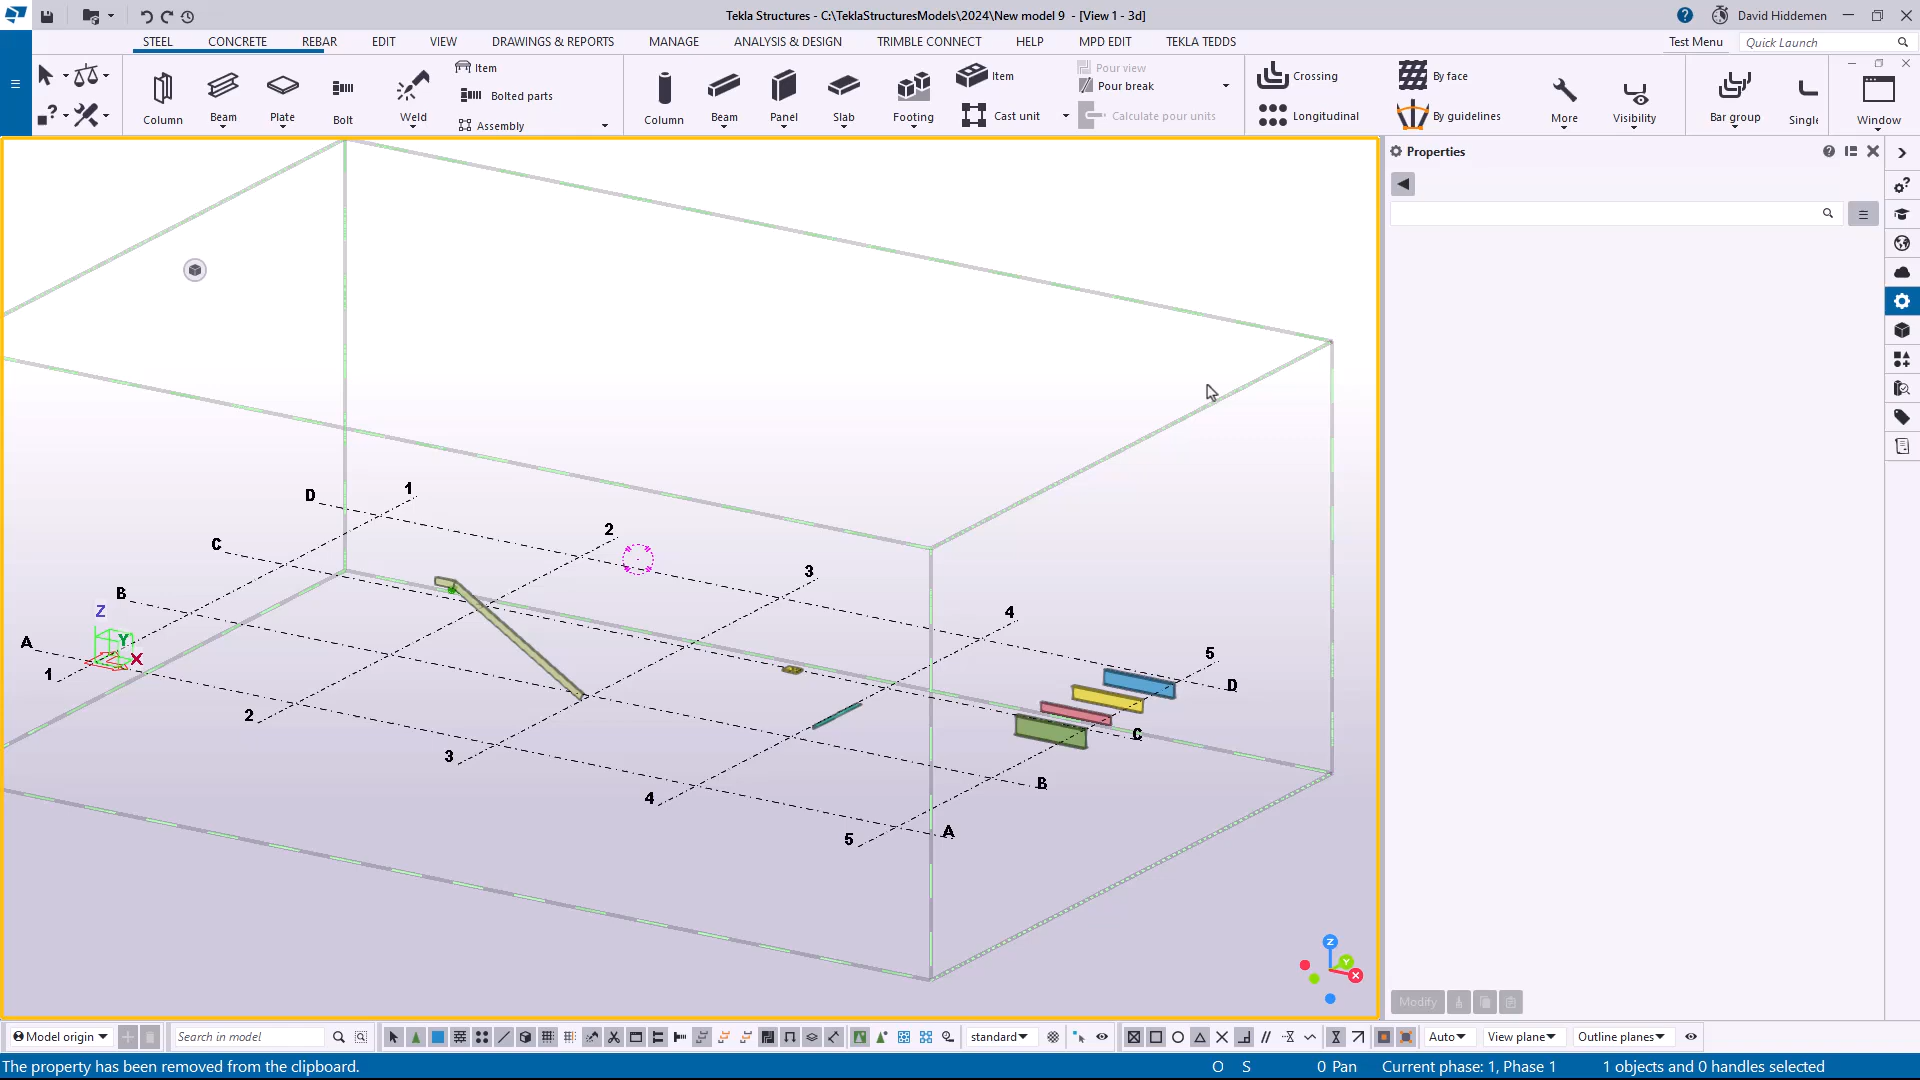 Tekla Structures - C:\TeklaStructuresModels\2024\New model 9 - [View 1 - 3d]
David Hiddemen
STEEL CONCRETE REBAR EDIT VIEW DRAWINGS & REPORTS MANAGE ANALYSIS & DESIGN TRIMBLE CONNECT HELP MPD EDIT TEKLA TEDDS
Test Menu
Quick Launch
Column
Beam
Plate
Bolt
Weld
Item
Bolted parts
Assembly
Column
Beam
Panel
Slab
Footing
Item
Cast unit
Pour view
Pour break
Calculate pour units
Crossing
Longitudinal
By face
By guidelines
More
Visibility
Bar group
Single
Window
Properties
D
1
2
C
3
B
Z
4
A
Y
X
1
5
D
2
C
3
B
4
A
5
Z
Y
X
Modify
Model origin
Search in model
standard
Auto
View plane
Outline planes
The property has been removed from the clipboard.
O S
0 Pan
Current phase: 1, Phase 1
1 objects and 0 handles selected